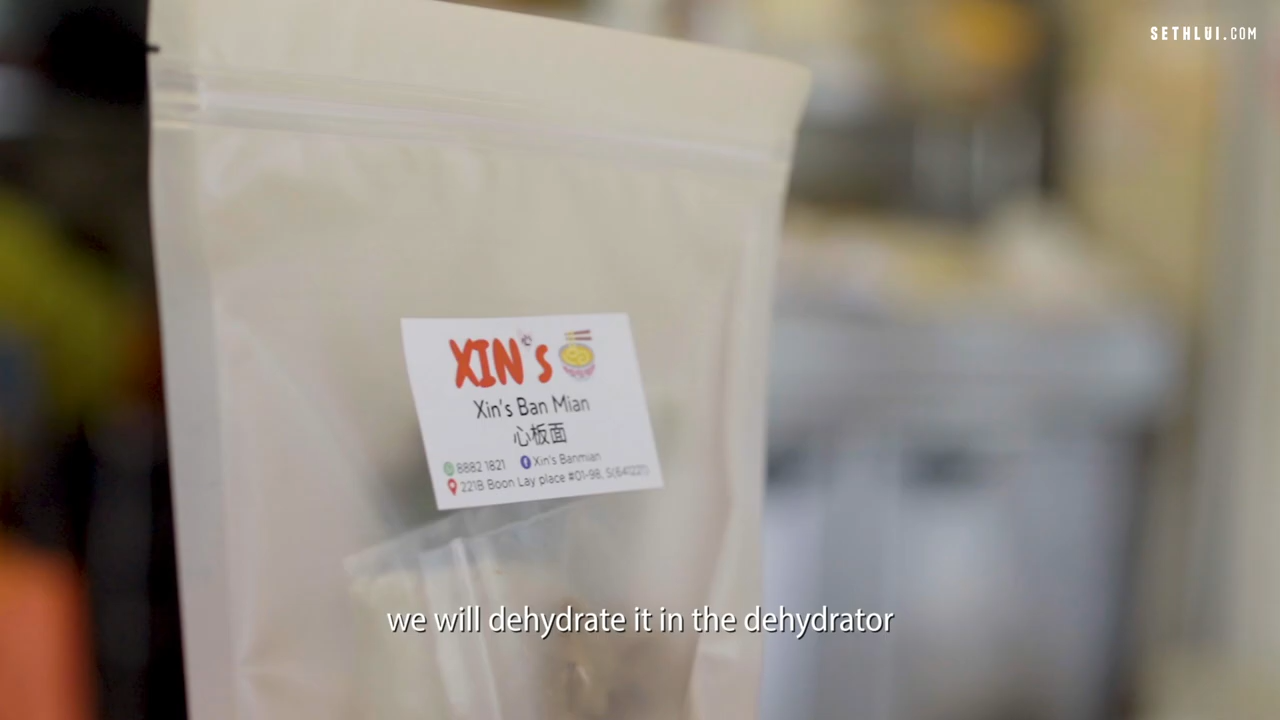 SETHLUI.COM
XIN's
Xin's Ban Mian
心板面
8882 1821 Xin's Banmian
221B Boon Lay place #01-98,
we will dehydrate it in the dehydrator